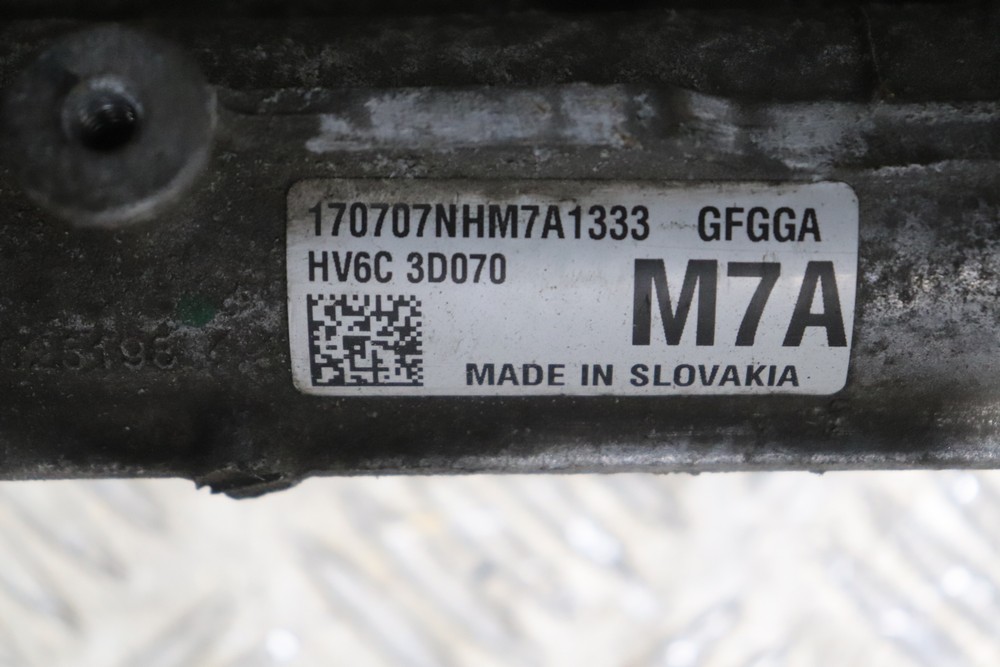 170707NHM7A1333 GFGGA
HV6C 3D070
M7A
MADE IN SLOVAKIA